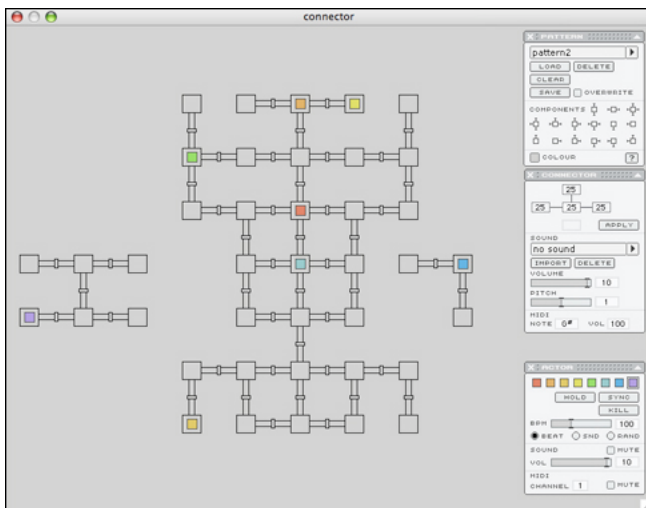 connector
PATTERN
pattern2
LOAD DELETE
CLEAR
SAVE OVERWRITE
COMPONENTS
COLOUR ?
CONNECTOR
25
25 25 25
APPLY
SOUND
no sound
IMPORT DELETE
VOLUME
10
PITCH
1
MIDI
NOTE 0# VOL 100
ACTOR
HOLD SYNC
KILL
BPM 100
BEAT SND RAND
SOUND MUTE
VOL 10
MIDI
CHANNEL 1 MUTE